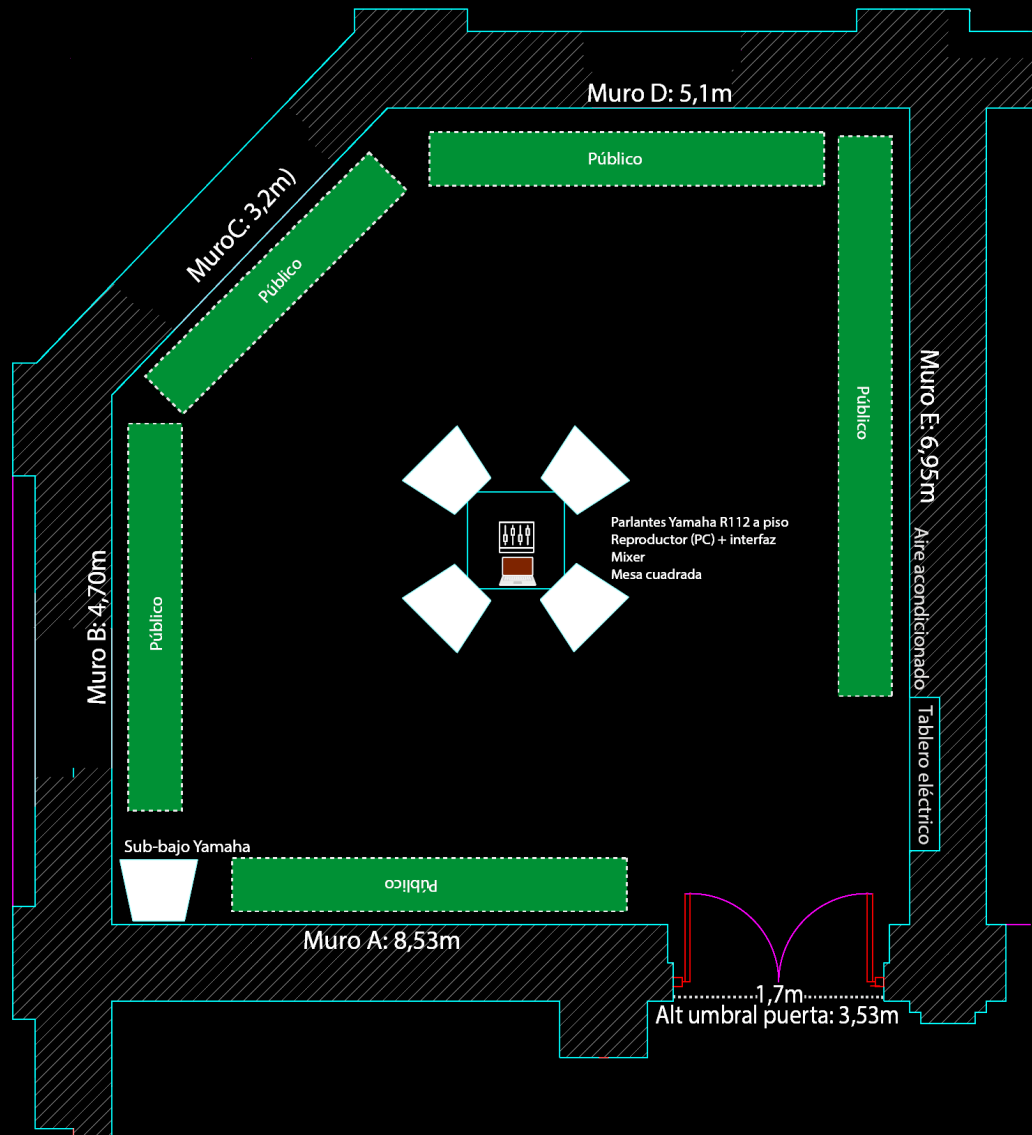 Muro D: 5,1m
Público
MuroC: 3,2m)
Público
Público
Muro E: 6,95m
Parlantes Yamaha R112 a piso
Reproductor (PC) + interfaz
Mixer
Mesa cuadrada
Aire acondicionado
Muro B: 4,70m
Público
Tablero eléctrico
Sub-bajo Yamaha
Público
Muro A: 8,53m
1,7m
Alt umbral puerta: 3,53m